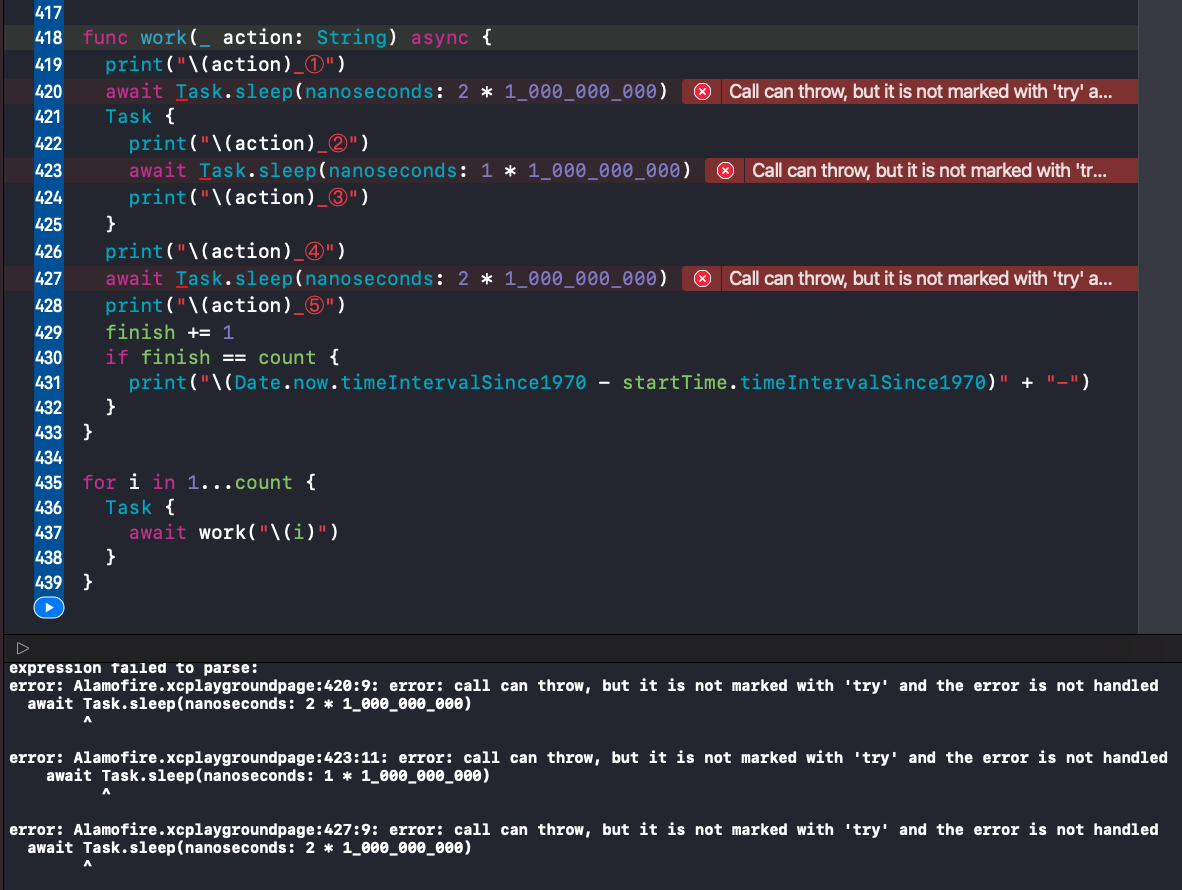 417
418 func work(_ action: String) async {
419 print("\(action)_①")
420 await Task.sleep(nanoseconds: 2 * 1_000_000_000) Call can throw, but it is not marked with 'try' a...
421 Task {
422 print("\(action)_②")
423 await Task.sleep(nanoseconds: 1 * 1_000_000_000) Call can throw, but it is not marked with 'tr...
424 print("\(action)_③")
425 }
426 print("\(action)_④")
427 await Task.sleep(nanoseconds: 2 * 1_000_000_000) Call can throw, but it is not marked with 'try' a...
428 print("\(action)_⑤")
429 finish += 1
430 if finish == count {
431 print("\(Date.now.timeIntervalSince1970 - startTime.timeIntervalSince1970)" + "-")
432 }
433 }
434
435 for i in 1...count {
436 Task {
437 await work("\(i)")
438 }
439 }
expression failed to parse:
error: Alamofire.xcplaygroundpage:420:9: error: call can throw, but it is not marked with 'try' and the error is not handled
await Task.sleep(nanoseconds: 2 * 1_000_000_000)
^
error: Alamofire.xcplaygroundpage:423:11: error: call can throw, but it is not marked with 'try' and the error is not handled
await Task.sleep(nanoseconds: 1 * 1_000_000_000)
^
error: Alamofire.xcplaygroundpage:427:9: error: call can throw, but it is not marked with 'try' and the error is not handled
await Task.sleep(nanoseconds: 2 * 1_000_000_000)
^